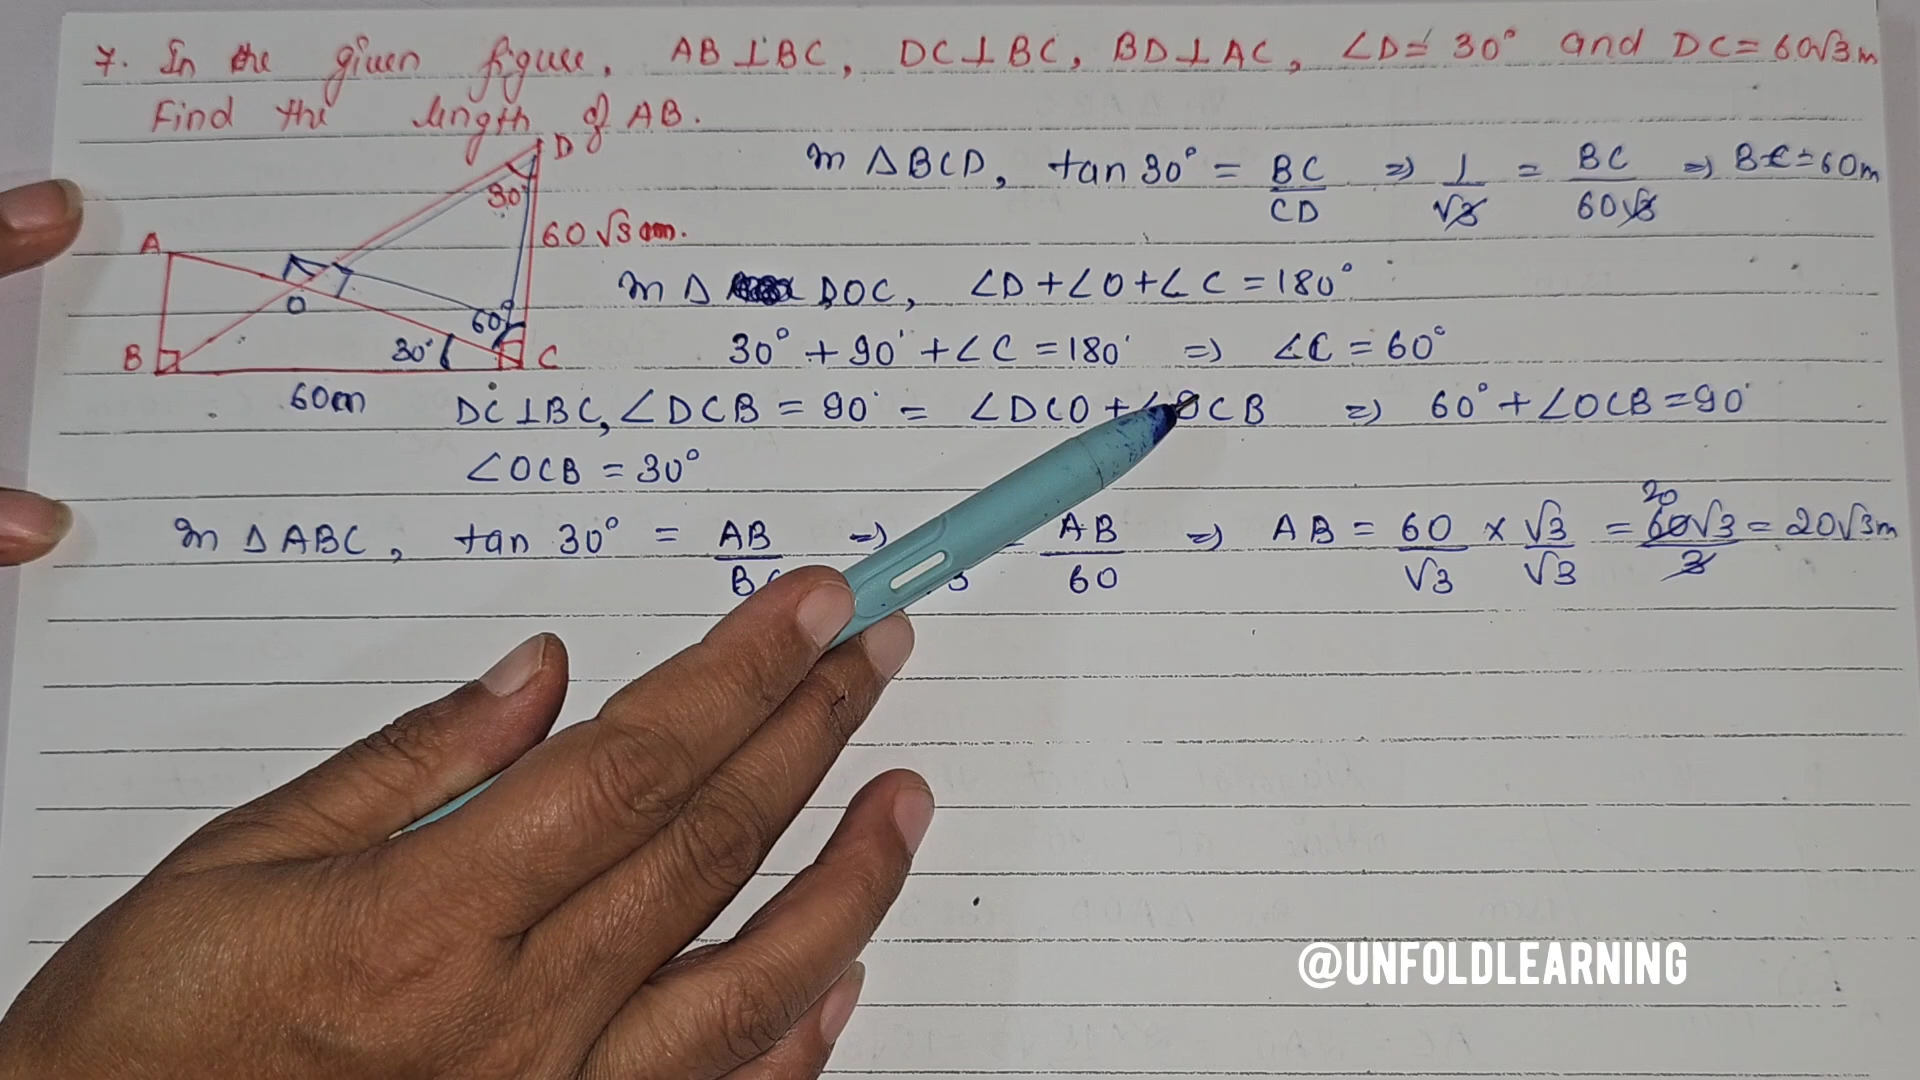 7. In the given figure, AB⊥BC, DC⊥BC, BD⊥AC, ∠D= 30° and DC=60√3m
Find the length of AB.
In △BCD, tan 30° = BC/CD ⇒ 1/√3 = BC/60√3 ⇒ BC=60m
D
30°
60√3 m.
A
O
60°
B
30°
C
60m
In △ DOC, ∠D+∠O+∠C=180°
30°+90°+∠C=180° ⇒ ∠C=60°
DC⊥BC, ∠DCB = 90° = ∠DCO+∠OCB ⇒ 60°+∠OCB=90°
∠OCB = 30°
In △ABC, tan 30° = AB/BC ⇒ = AB/60 ⇒ AB = 60/√3 × √3/√3 = 20 60√3/3 = 20√3m
@UNFOLDLEARNING